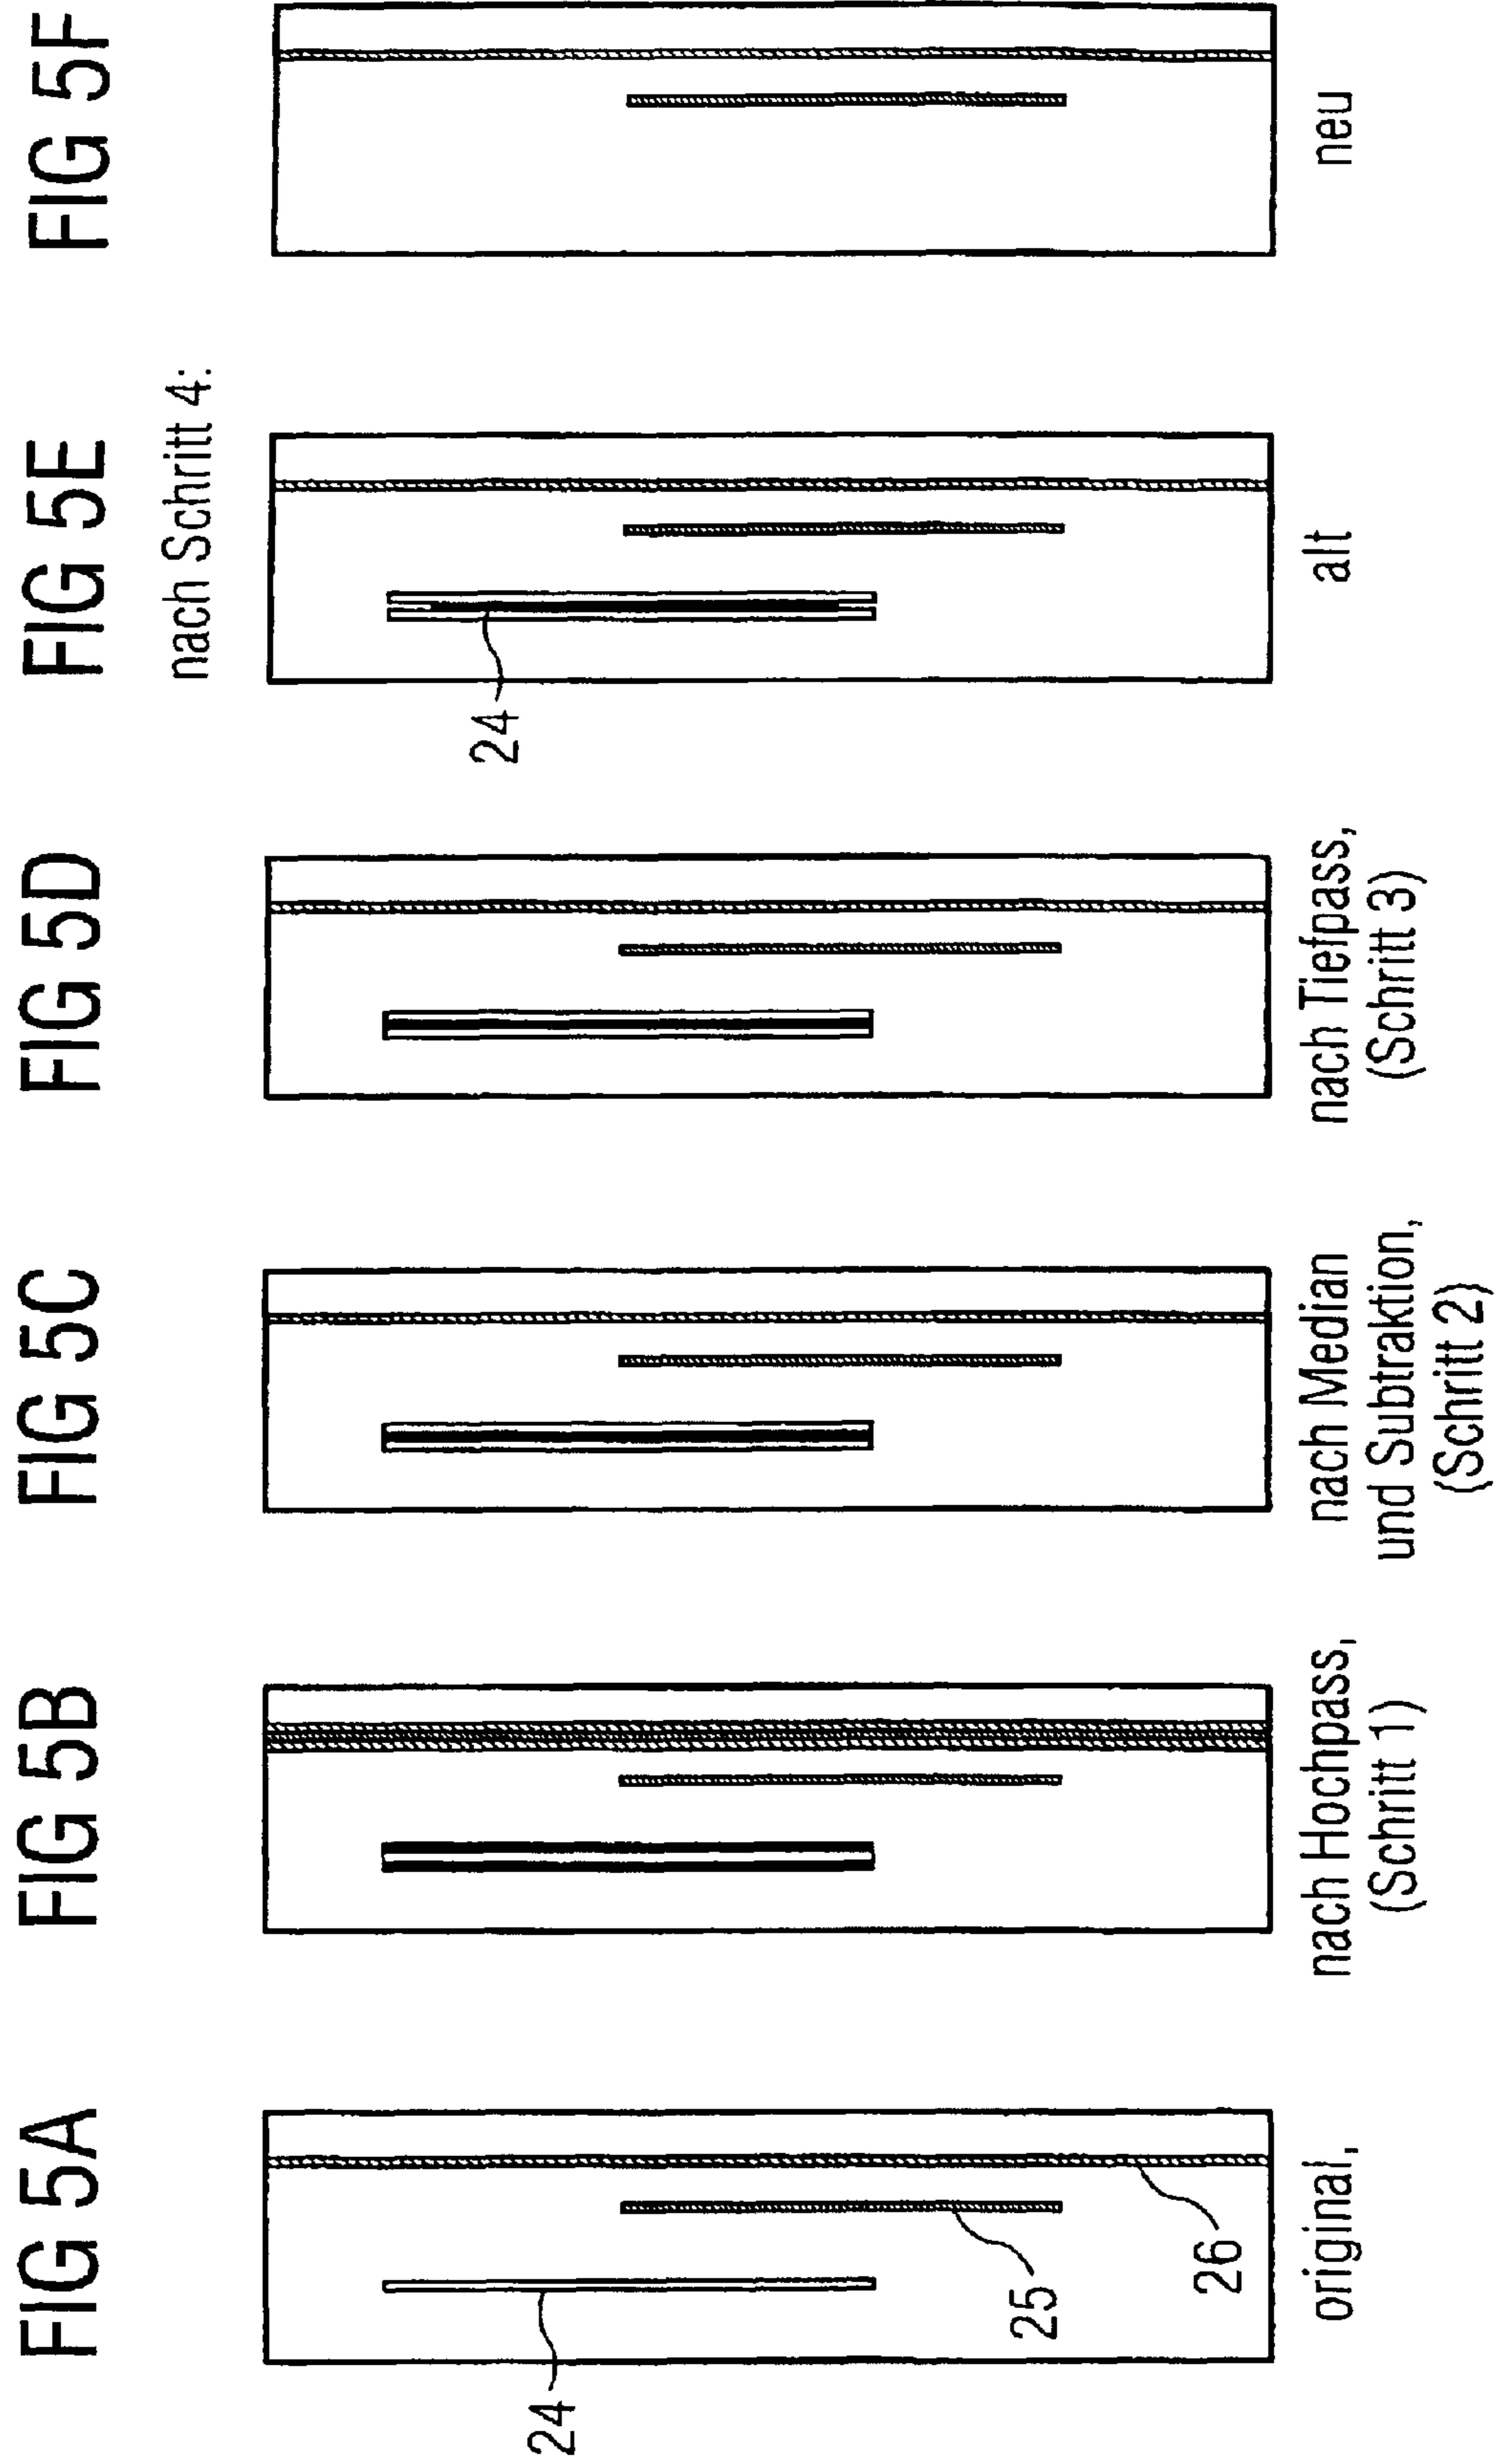 FIG 5A
24
25
26
original,
FIG 5B
nach Hochpass,
(Schritt 1)
FIG 5C
nach Median
und Subtraktion,
(Schritt 2)
FIG 5D
nach Tiefpass,
(Schritt 3)
FIG 5E
nach Schritt 4:
24
alt
FIG 5F
neu